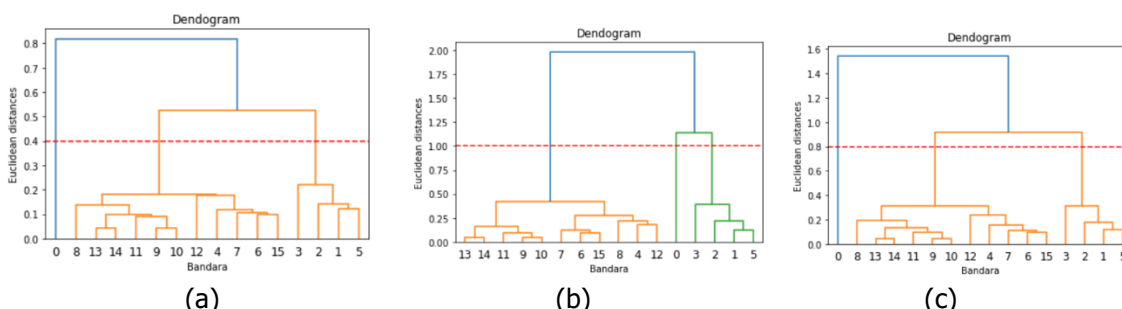 Dendogram
0.8
0.7
0.6
0.5
0.4
0.3
0.2
0.1
0.0
Euclidean distances
0 8 13 14 11 9 10 12 4 7 6 15 3 2 1 5
Bandara
(a)
Dendogram
2.00
1.75
1.50
1.25
1.00
0.75
0.50
0.25
0.00
Euclidean distances
13 14 11 9 10 7 6 15 8 4 12 0 3 2 1 5
Bandara
(b)
Dendogram
1.6
1.4
1.2
1.0
0.8
0.6
0.4
0.2
0.0
Euclidean distances
0 8 13 14 11 9 10 12 4 7 6 15 3 2 1 5
Bandara
(c)